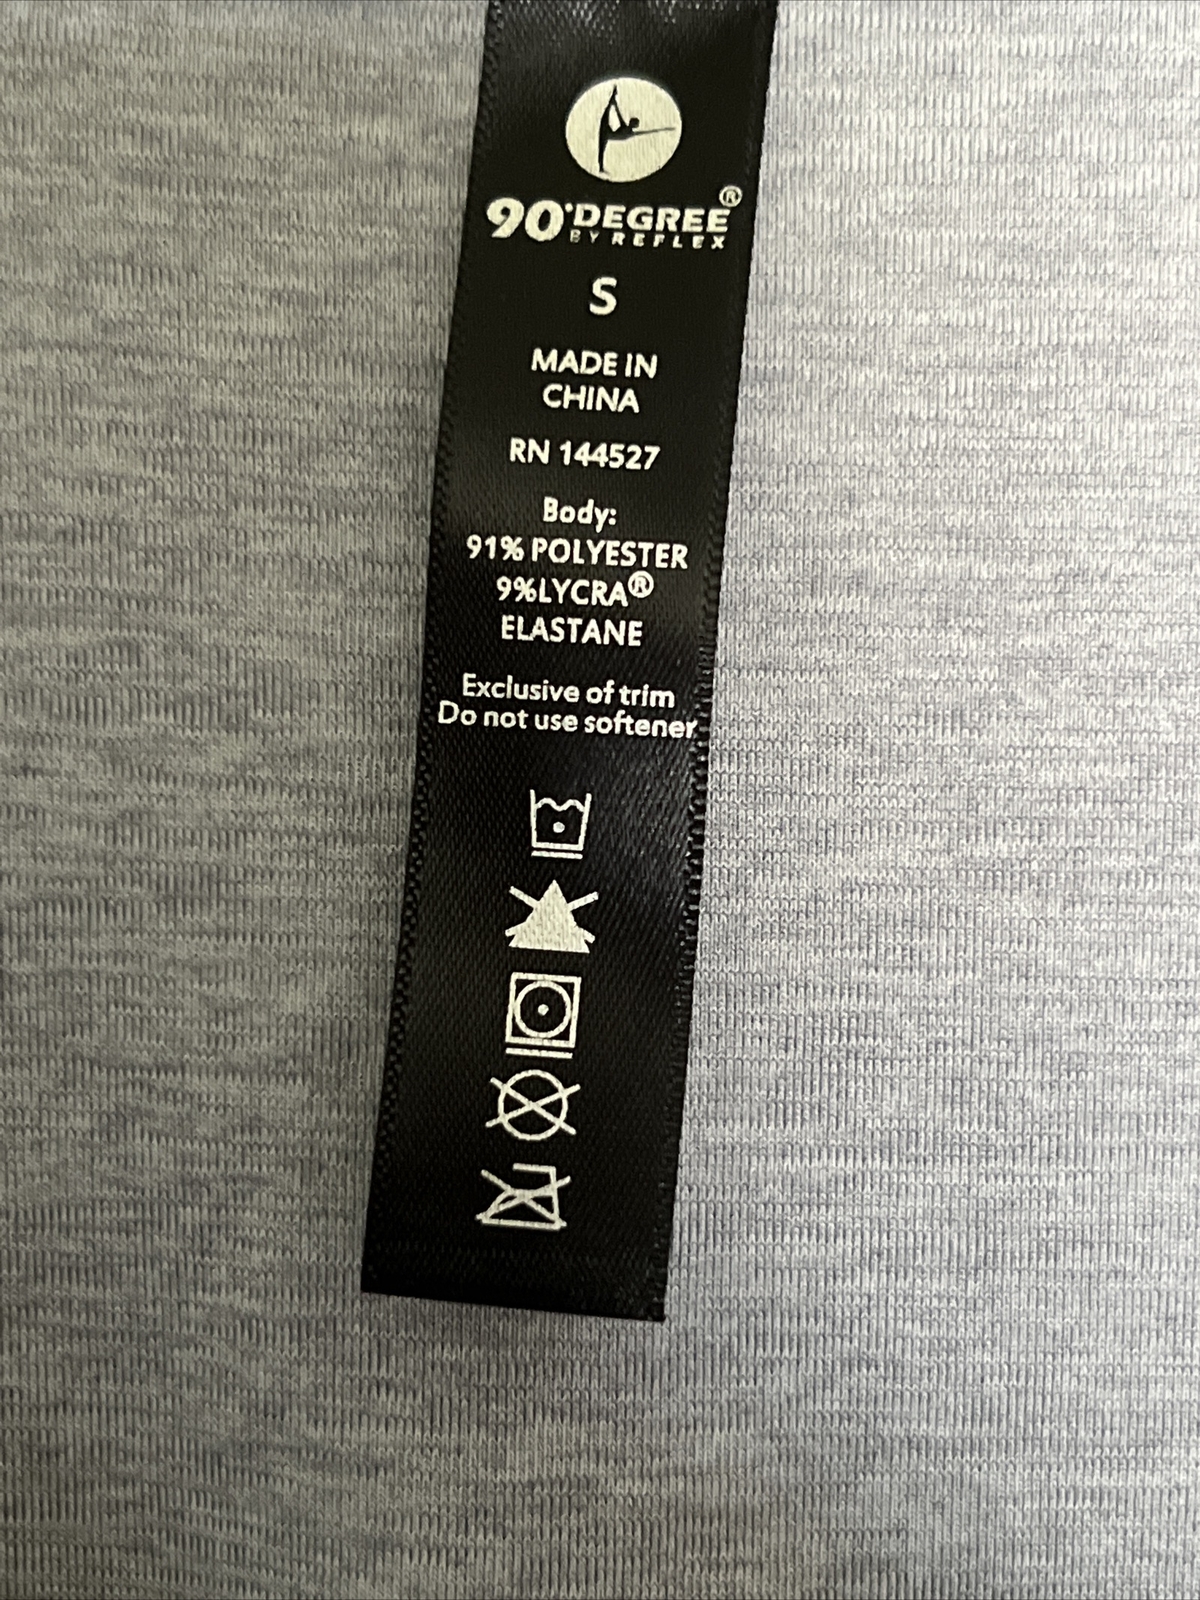 90°DEGREE®
BY REFLEX
S
MADE IN
CHINA
RN 144527
Body:
91% POLYESTER
9%LYCRA®
ELASTANE
Exclusive of trim
Do not use softener